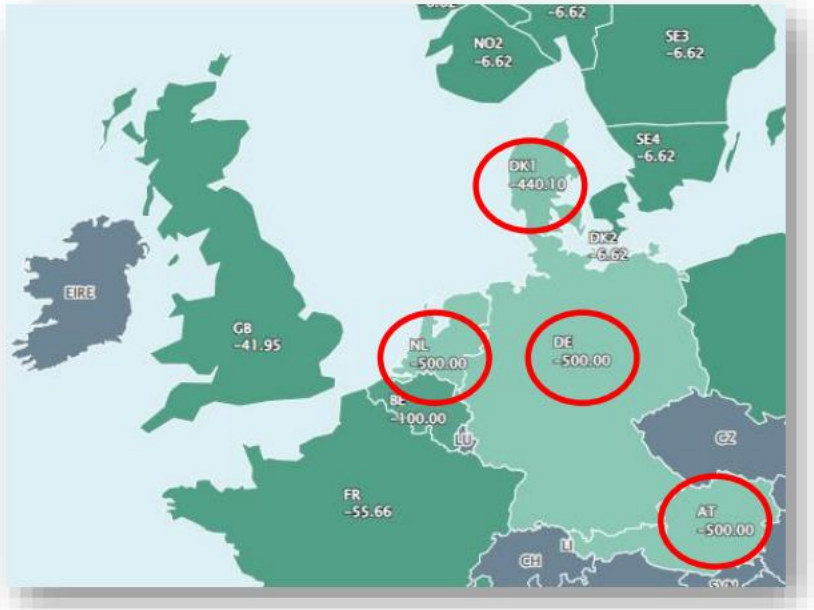 -6.62
NO2
-6.62
SE3
-6.62
SE4
-6.62
DK1
-440.10
DK2
-6.62
EIRE
GB
-41.95
NL
-500.00
DE
-500.00
BE
-100.00
LU
CZ
FR
-55.66
AT
-500.00
CH
LI